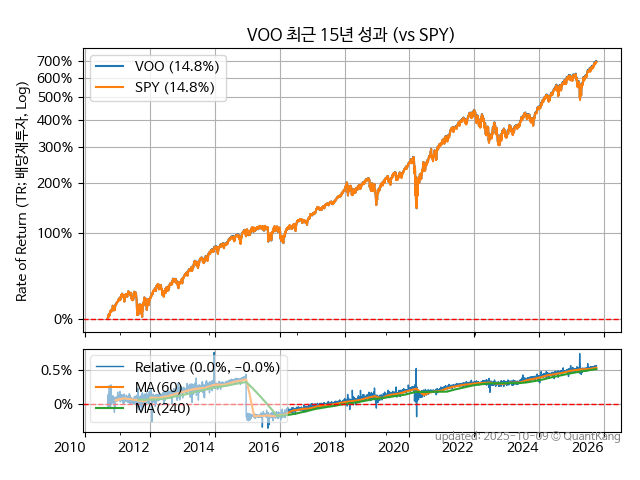 VOO 최근 15년 성과 (vs SPY)
Rate of Return (TR; 배당재투자, Log)
700%
600%
500%
400%
300%
200%
100%
0%
VOO (14.8%)
SPY (14.8%)
0.5%
0%
Relative (0.0%, -0.0%)
MA(60)
MA(240)
2010 2012 2014 2016 2018 2020 2022 2024 2026
updated: 2025-10-09 © QuantKang